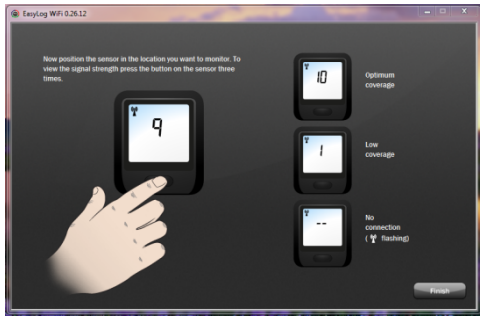 EasyLog WiFi 0.26.12
Now position the sensor in the location you want to monitor. To
view the signal strength press the button on the sensor three
times.
9
10
Optimum
coverage
1
Low
coverage
--
No
connection
( flashing)
Finish